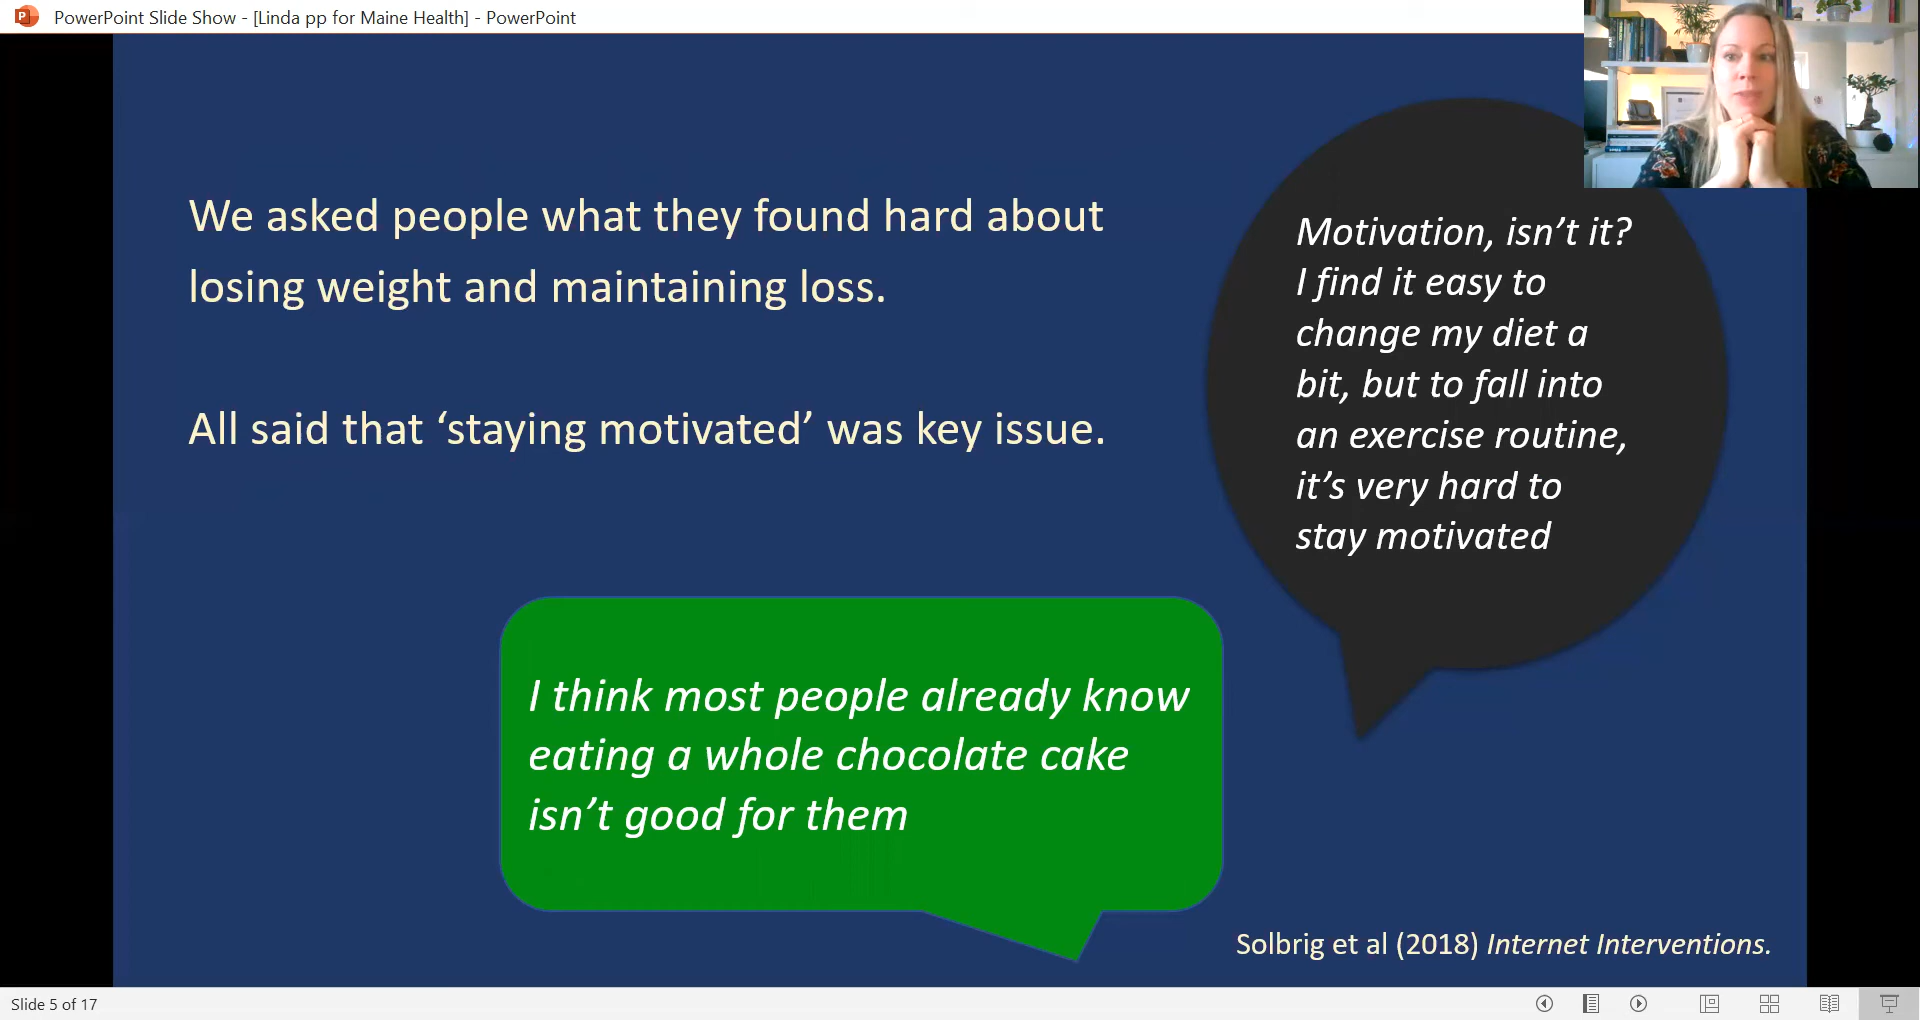 PowerPoint Slide Show - [Linda pp for Maine Health] - PowerPoint
We asked people what they found hard about
losing weight and maintaining loss.
All said that ‘staying motivated’ was key issue.
Motivation, isn’t it?
I find it easy to
change my diet a
bit, but to fall into
an exercise routine,
it’s very hard to
stay motivated
I think most people already know
eating a whole chocolate cake
isn’t good for them
Solbrig et al (2018) Internet Interventions.
Slide 5 of 17